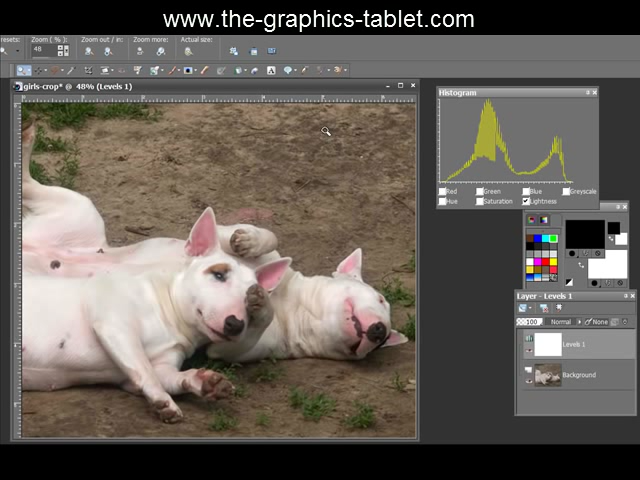 www.the-graphics-tablet.com
resets:
Zoom ( % ):
Zoom out / in:
Zoom more:
Actual size:
48
girls-crop* @ 48% (Levels 1)
Histogram
Red
Green
Blue
Greyscale
Hue
Saturation
Lightness
Layer - Levels 1
100
Normal
None
Levels 1
Background